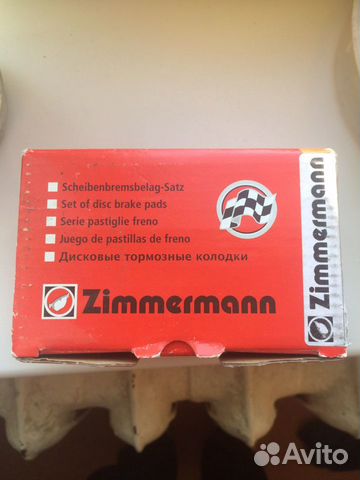 Scheibenbremsbelag-Satz
Set of disc brake pads
Serie pastiglie freno
Juego de pastillas de freno
Дисковые тормозные колодки
Zimmermann
Zimmermann
Avito